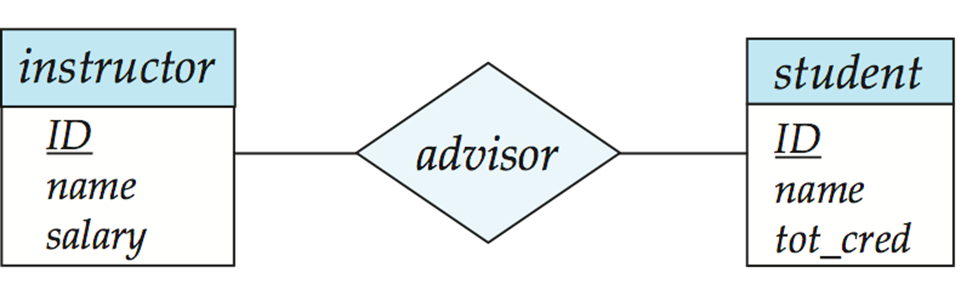 instructor
ID
name
salary
advisor
student
ID
name
tot_cred